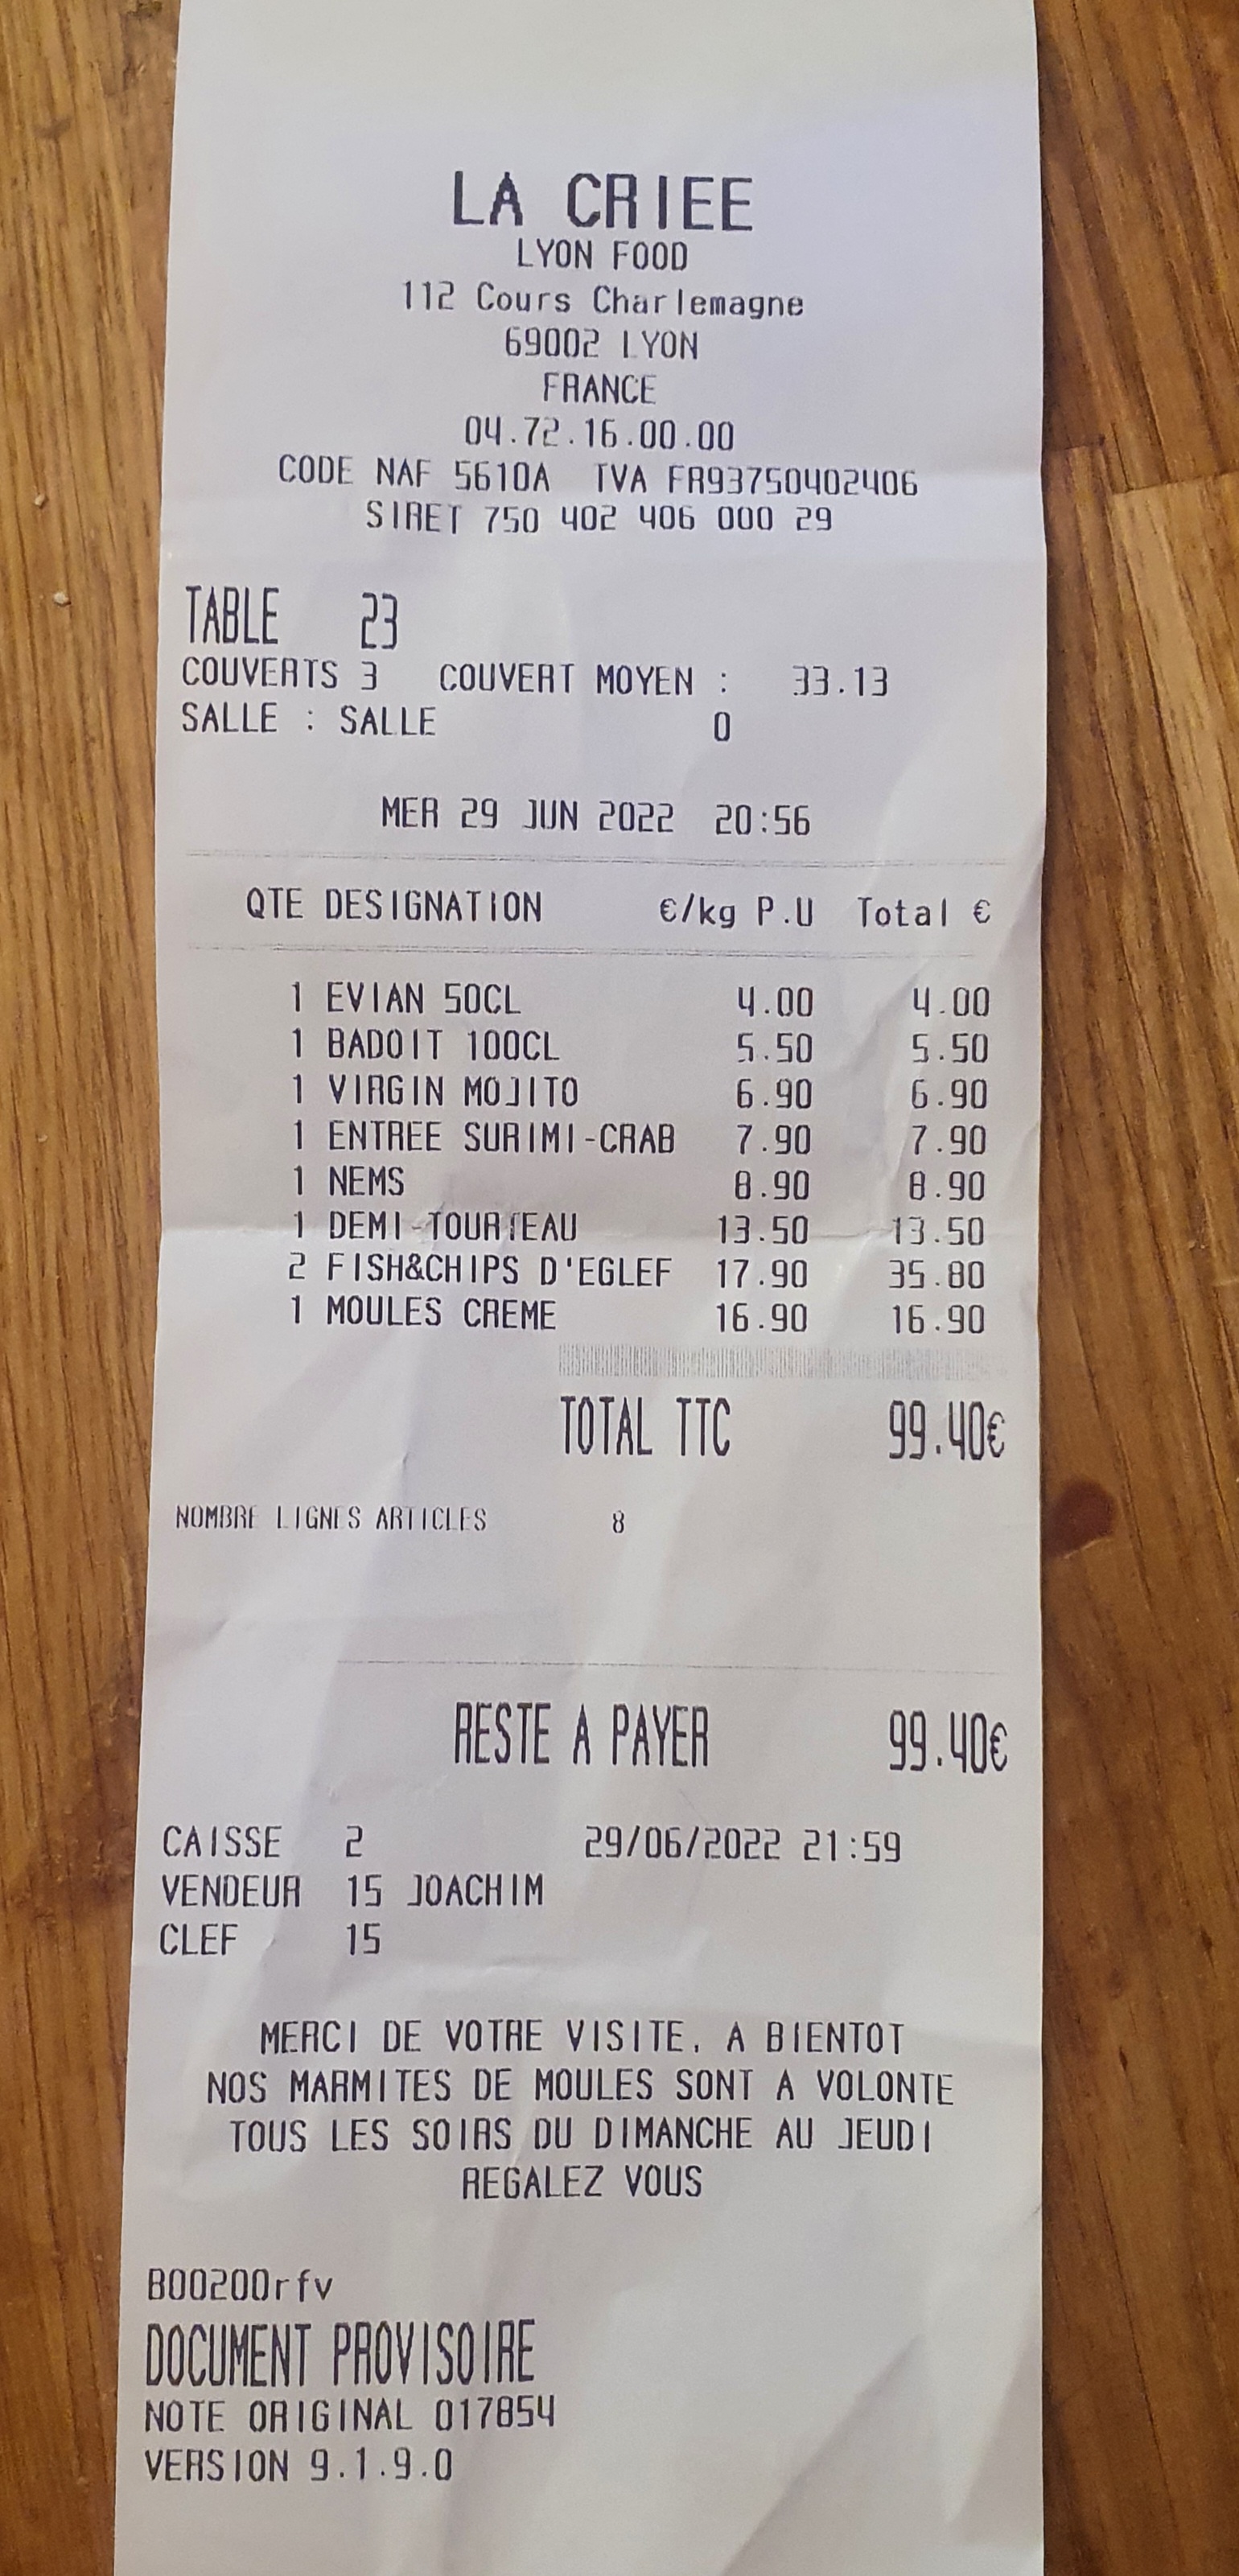 LA CRIEE
LYON FOOD
112 Cours Charlemagne
69002 LYON
FRANCE
04.72.16.00.00
CODE NAF 5610A TVA FR93750402406
SIRET 750 402 406 000 29
TABLE 23
COUVERTS 3 COUVERT MOYEN : 33.13
SALLE : SALLE 0
MER 29 JUN 2022 20:56
QTE DESIGNATION €/kg P.U Total €
1 EVIAN 50CL 4.00 4.00
1 BADOIT 100CL 5.50 5.50
1 VIRGIN MOJITO 6.90 6.90
1 ENTREE SURIMI-CRAB 7.90 7.90
1 NEMS 8.90 8.90
1 DEMI-TOURTEAU 13.50 13.50
2 FISH&CHIPS D'EGLEF 17.90 35.80
1 MOULES CREME 16.90 16.90
TOTAL TTC 99.40€
NOMBRE LIGNES ARTICLES 8
RESTE A PAYER 99.40€
CAISSE 2 29/06/2022 21:59
VENDEUR 15 JOACHIM
CLEF 15
MERCI DE VOTRE VISITE, A BIENTOT
NOS MARMITES DE MOULES SONT A VOLONTE
TOUS LES SOIRS DU DIMANCHE AU JEUDI
REGALEZ VOUS
B00200rfv
DOCUMENT PROVISOIRE
NOTE ORIGINAL 017854
VERSION 9.1.9.0